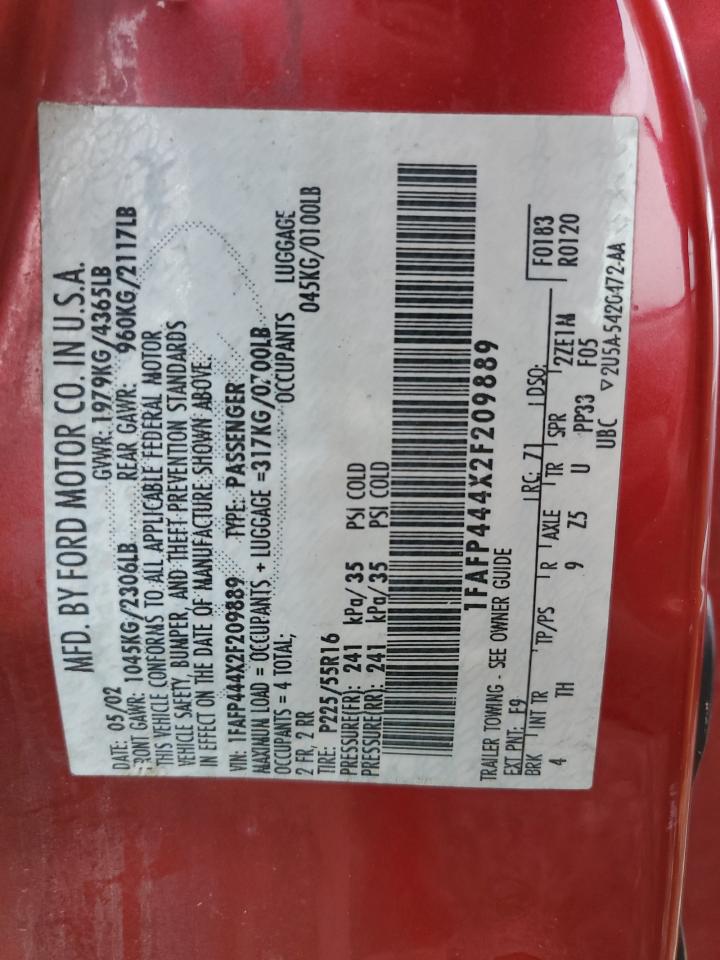 MFD. BY FORD MOTOR CO. IN U.S.A.
DATE: 05/02 GVWR: 1979KG/4365LB
FRONT GAWR: 1045KG/2306LB REAR GAWR: 960KG/2117LB
THIS VEHICLE CONFORMS TO ALL APPLICABLE FEDERAL MOTOR
VEHICLE SAFETY, BUMPER, AND THEFT PREVENTION STANDARDS
IN EFFECT ON THE DATE OF MANUFACTURE SHOWN ABOVE.
VIN: 1FAFP444X2F209889 TYPE: PASSENGER
MAXIMUM LOAD = OCCUPANTS + LUGGAGE =317KG/0700LB
OCCUPANTS = 4 TOTAL; OCCUPANTS LUGGAGE
2 FR, 2 RR 045KG/0100LB
TIRE: P225/55R16
PRESSURE(FR): 241 kPa/35 PSI COLD
PRESSURE(RR): 241 kPa/35 PSI COLD
1FAFP444X2F209889
TRAILER TOWING - SEE OWNER GUIDE
EXT PNT: E9 RC: Z1 DSO: F0183
BRK INT TR TP/PS R AXLE TR SPR 2ZE1M R0120
4 TH 9 Z5 U PP33 F05
UBC ▽2U5A-5420472-AA